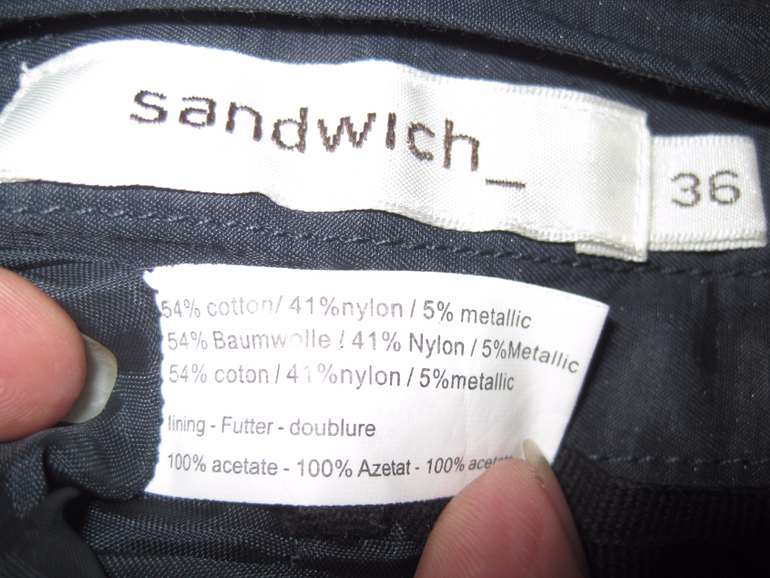 sandwich_
36
54% cotton/ 41%nylon / 5% metallic
54% Baumwolle / 41% Nylon / 5%Metallic
54% coton / 41%nylon / 5%metallic
lining - Futter - doublure
100% acetate - 100% Azetat - 100%